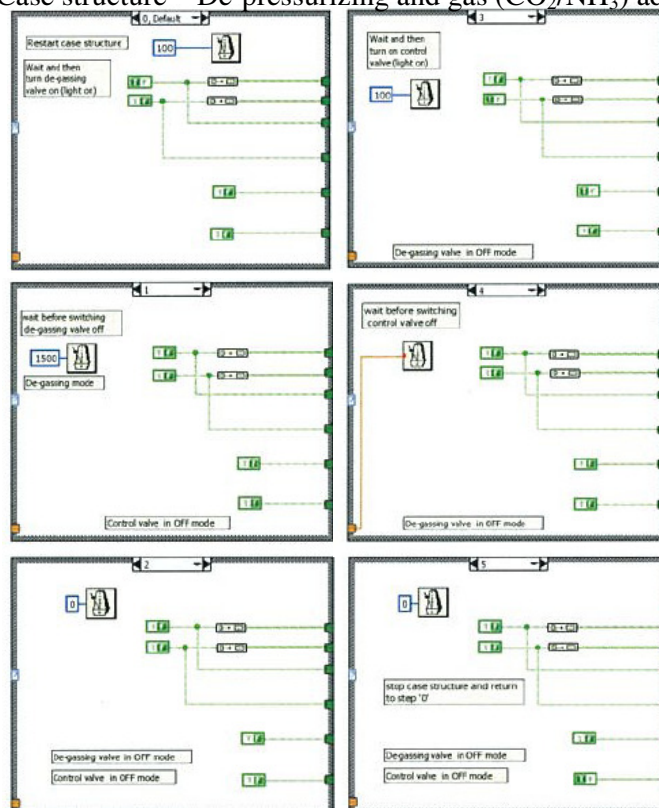 Case structure – De-pressurizing and gas (CO₂/NH₃) ad
0, Default
Restart case structure
100
Wait and then
turn de-gassing
valve on (light on)
3
Wait and then
turn on control
valve (light on)
100
De-gassing valve in OFF mode
1
wait before switching
de-gassing valve off
1500
De-gassing mode
Control valve in OFF mode
4
wait before switching
control valve off
De-gassing valve in OFF mode
2
0
De-gassing valve in OFF mode
Control valve in OFF mode
5
0
stop case structure and return
to step '0'
De-gassing valve in OFF mode
Control valve in OFF mode